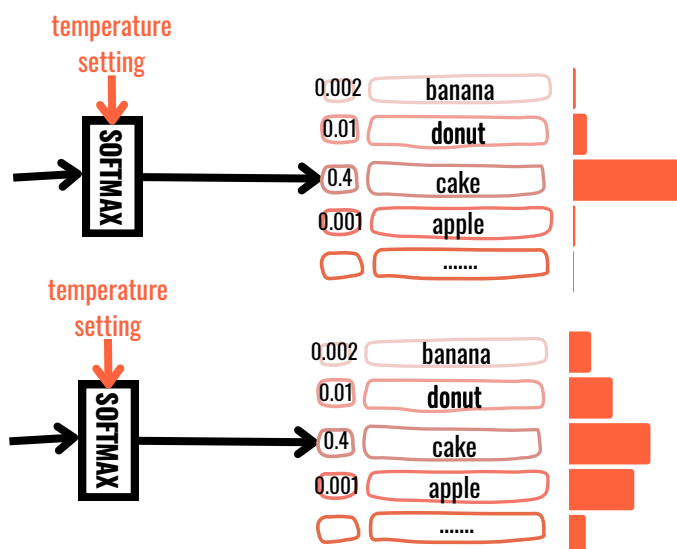 temperature
setting
SOFTMAX
0.002 banana
0.01 donut
0.4 cake
0.001 apple
.......
temperature
setting
SOFTMAX
0.002 banana
0.01 donut
0.4 cake
0.001 apple
.......